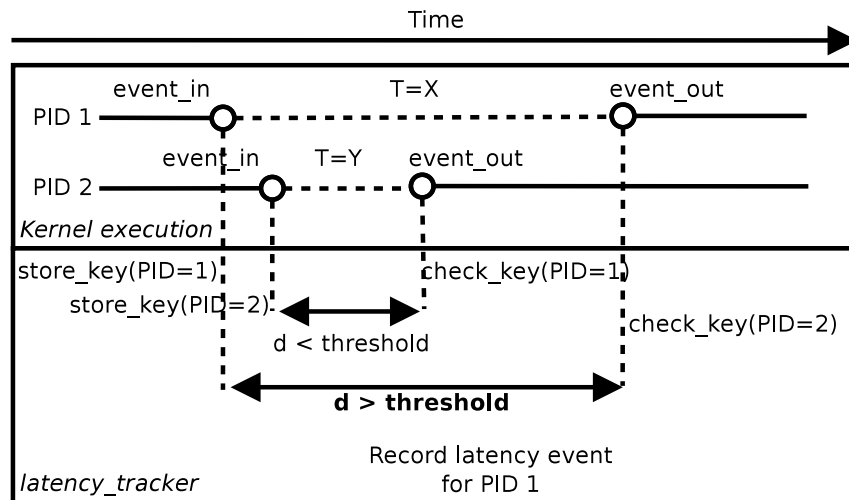 Time
event_in
T=X
event_out
PID 1
event_in
T=Y
event_out
PID 2
Kernel execution
store_key(PID=1)
check_key(PID=1)
store_key(PID=2)
check_key(PID=2)
d < threshold
d > threshold
Record latency event
for PID 1
latency_tracker